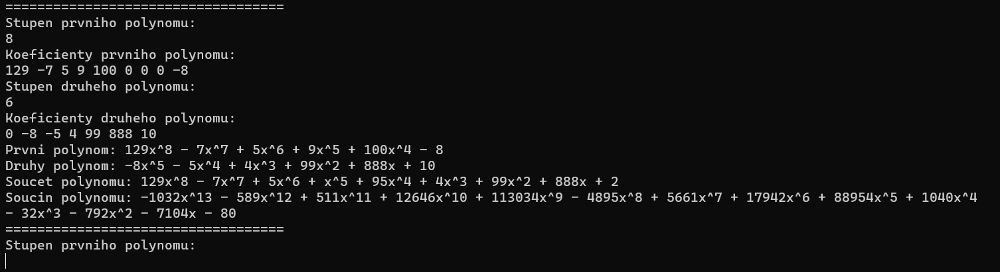 ===================================
Stupen prvniho polynomu:
8
Koeficienty prvniho polynomu:
129 -7 5 9 100 0 0 0 -8
Stupen druheho polynomu:
6
Koeficienty druheho polynomu:
0 -8 -5 4 99 888 10
Prvni polynom: 129x^8 - 7x^7 + 5x^6 + 9x^5 + 100x^4 - 8
Druhy polynom: -8x^5 - 5x^4 + 4x^3 + 99x^2 + 888x + 10
Soucet polynomu: 129x^8 - 7x^7 + 5x^6 + x^5 + 95x^4 + 4x^3 + 99x^2 + 888x + 2
Soucin polynomu: -1032x^13 - 589x^12 + 511x^11 + 12646x^10 + 113034x^9 - 4895x^8 + 5661x^7 + 17942x^6 + 88954x^5 + 1040x^4
- 32x^3 - 792x^2 - 7104x - 80
===================================
Stupen prvniho polynomu: